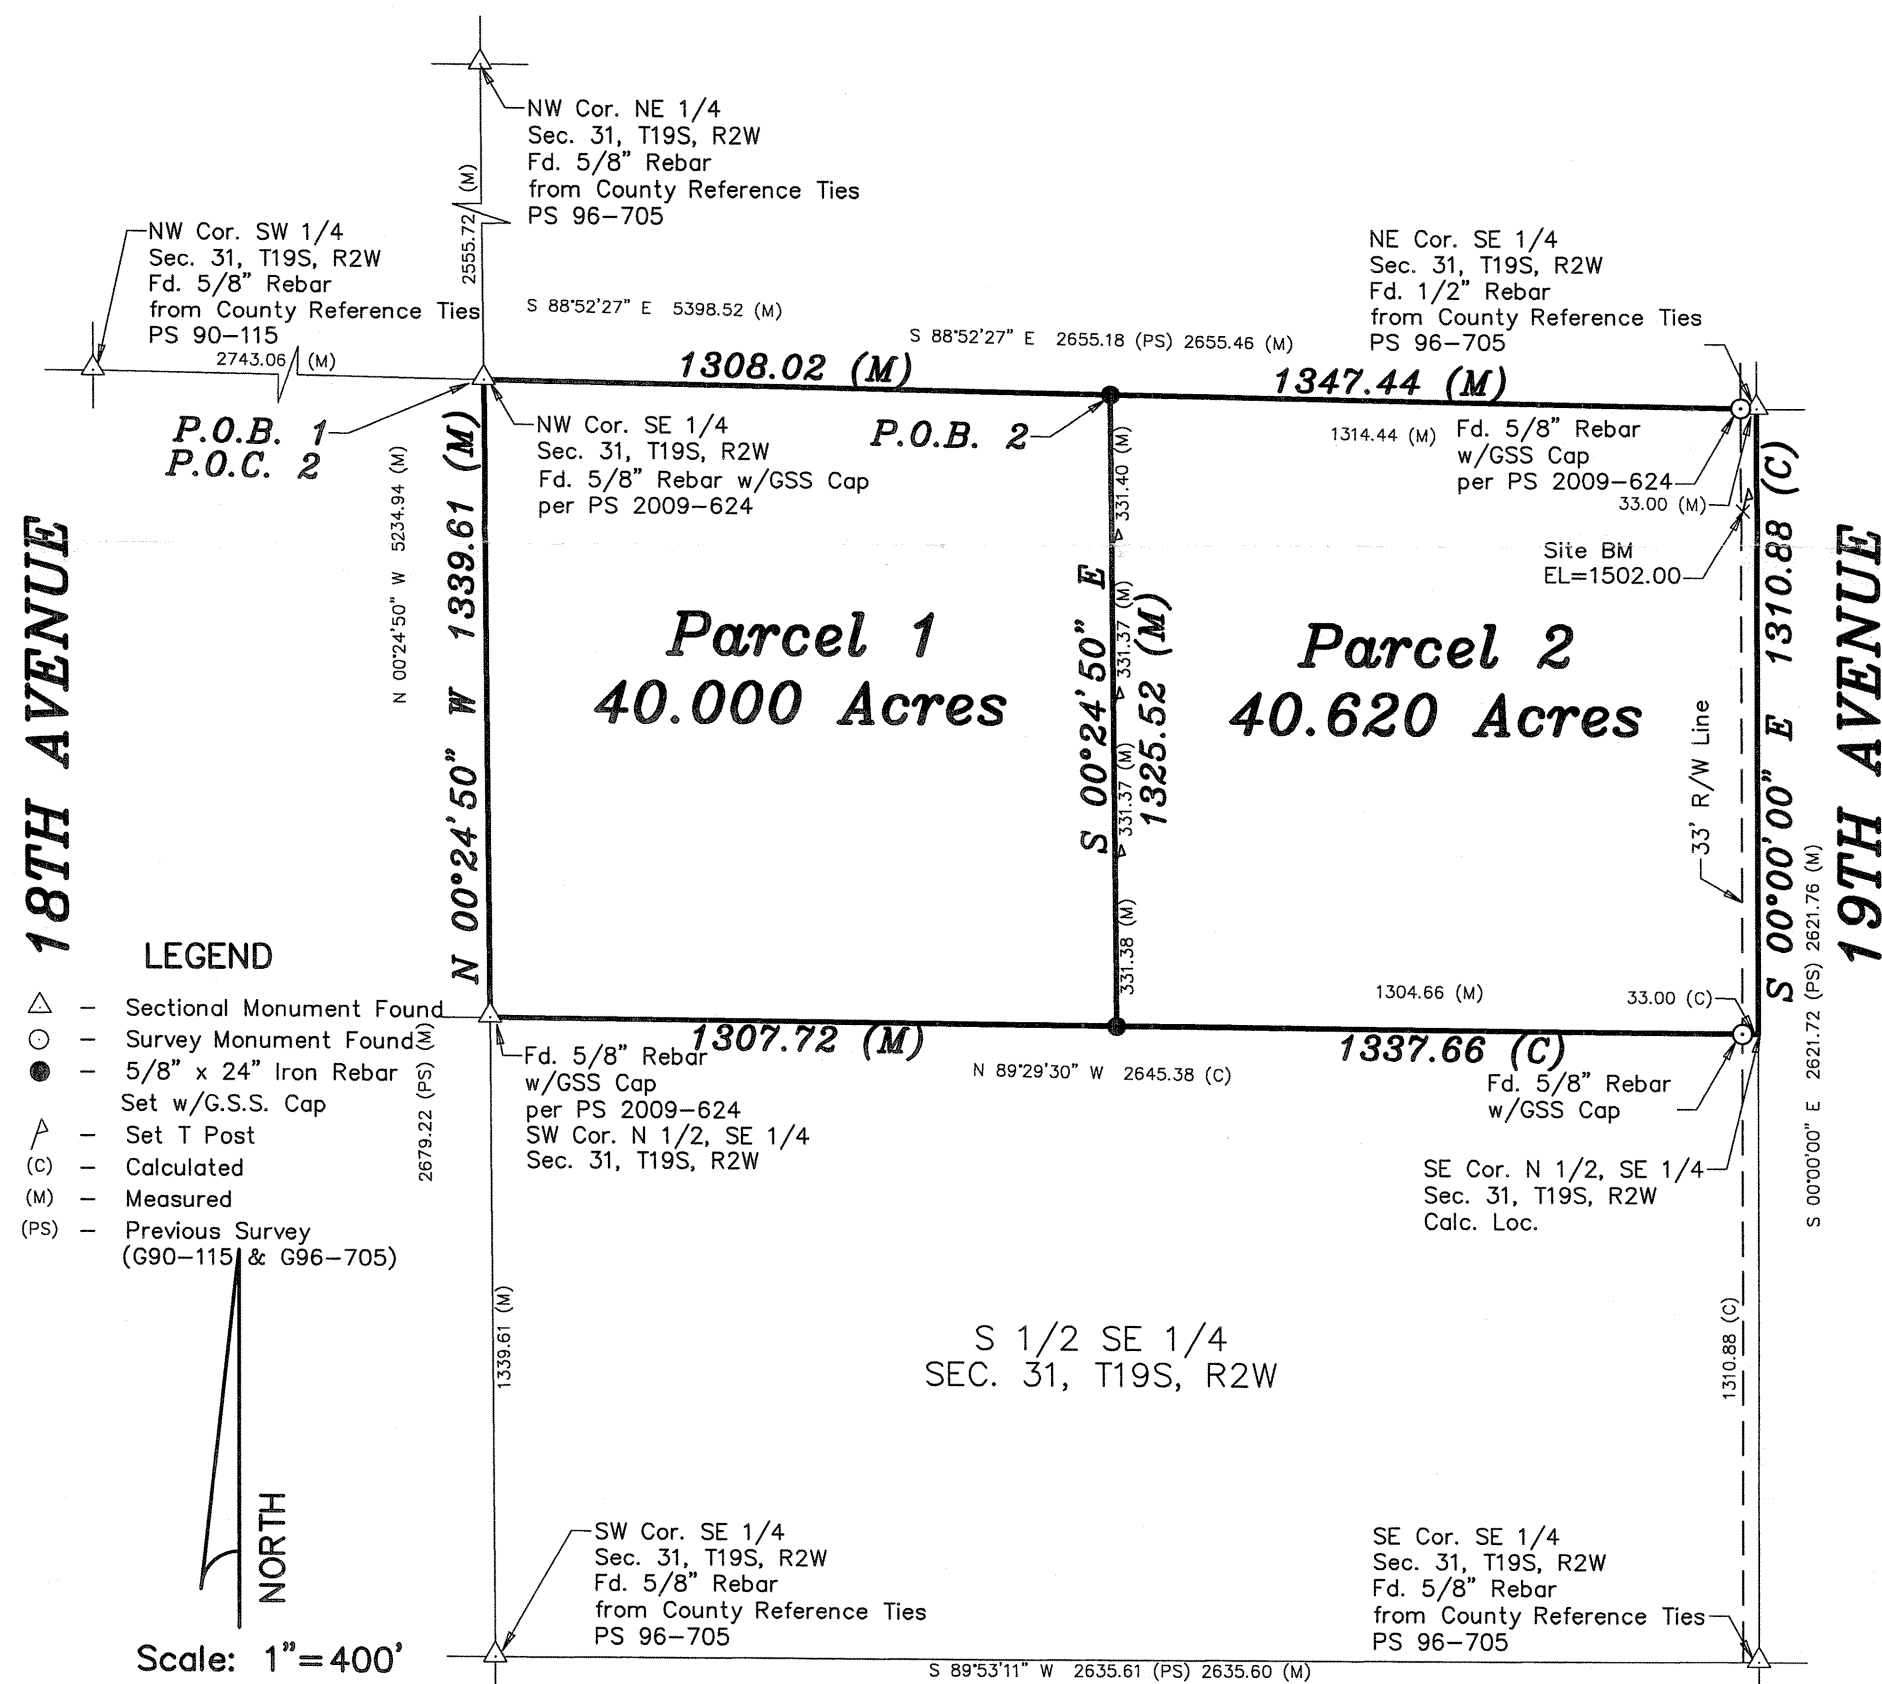 NW Cor. NE 1/4
Sec. 31, T19S, R2W
Fd. 5/8" Rebar
from County Reference Ties
PS 96-705
2555.72 (M)
NW Cor. SW 1/4
Sec. 31, T19S, R2W
Fd. 5/8" Rebar
from County Reference Ties
PS 90-115
2743.06 (M)
S 88°52'27" E 5398.52 (M)
S 88°52'27" E 2655.18 (PS) 2655.46 (M)
NE Cor. SE 1/4
Sec. 31, T19S, R2W
Fd. 1/2" Rebar
from County Reference Ties
PS 96-705
1308.02 (M)
1347.44 (M)
P.O.B. 1
P.O.C. 2
NW Cor. SE 1/4
Sec. 31, T19S, R2W
Fd. 5/8" Rebar w/GSS Cap
per PS 2009-624
P.O.B. 2
1314.44 (M)
Fd. 5/8" Rebar
w/GSS Cap
per PS 2009-624
33.00 (M)
Site BM
EL=1502.00
18TH AVENUE
N 00°24'50" W 5234.94 (M)
N 00°24'50" W 1339.61 (M)
Parcel 1
40.000 Acres
S 00°24'50" E
1325.52 (M)
331.40 (M)
331.37 (M)
331.37 (M)
331.38 (M)
Parcel 2
40.620 Acres
33' R/W Line
S 00°00'00" E 1310.88 (C)
S 00°00'00" E 2621.72 (PS) 2621.76 (M)
19TH AVENUE
LEGEND
- Sectional Monument Found
- Survey Monument Found
- 5/8" x 24" Iron Rebar
Set w/G.S.S. Cap
- Set T Post
(C) - Calculated
(M) - Measured
(PS) - Previous Survey
(G90-115 & G96-705)
2679.22 (PS) (M)
1307.72 (M)
1304.66 (M)
33.00 (C)
1337.66 (C)
N 89°29'30" W 2645.38 (C)
Fd. 5/8" Rebar
w/GSS Cap
per PS 2009-624
SW Cor. N 1/2, SE 1/4
Sec. 31, T19S, R2W
Fd. 5/8" Rebar
w/GSS Cap
SE Cor. N 1/2, SE 1/4
Sec. 31, T19S, R2W
Calc. Loc.
1339.61 (M)
S 1/2 SE 1/4
SEC. 31, T19S, R2W
1310.88 (C)
NORTH
Scale: 1"=400'
SW Cor. SE 1/4
Sec. 31, T19S, R2W
Fd. 5/8" Rebar
from County Reference Ties
PS 96-705
SE Cor. SE 1/4
Sec. 31, T19S, R2W
Fd. 5/8" Rebar
from County Reference Ties
PS 96-705
S 89°53'11" W 2635.61 (PS) 2635.60 (M)